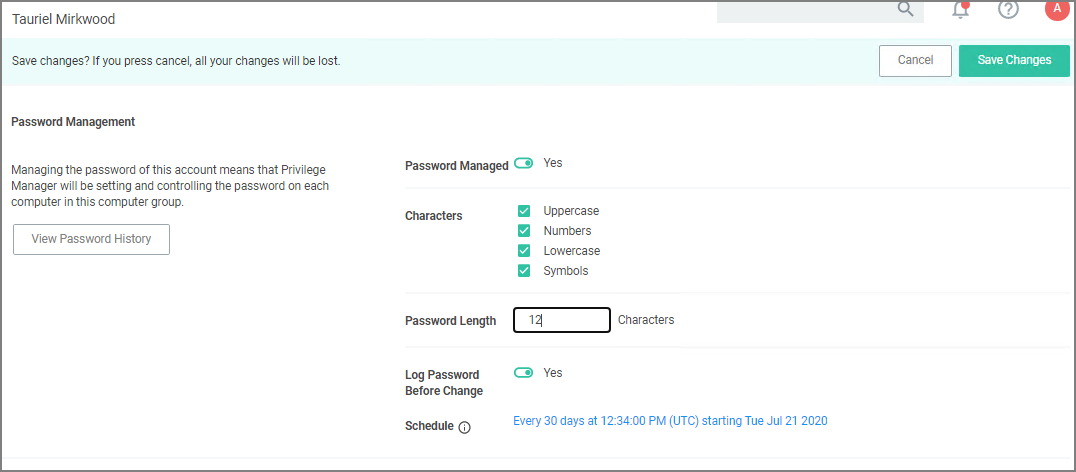 Tauriel Mirkwood
A
Save changes? If you press cancel, all your changes will be lost.
Cancel
Save Changes
Password Management
Managing the password of this account means that Privilege
Manager will be setting and controlling the password on each
computer in this computer group.
View Password History
Password Managed Yes
Characters
Uppercase
Numbers
Lowercase
Symbols
Password Length 12 Characters
Log Password
Before Change
Yes
Schedule
Every 30 days at 12:34:00 PM (UTC) starting Tue Jul 21 2020